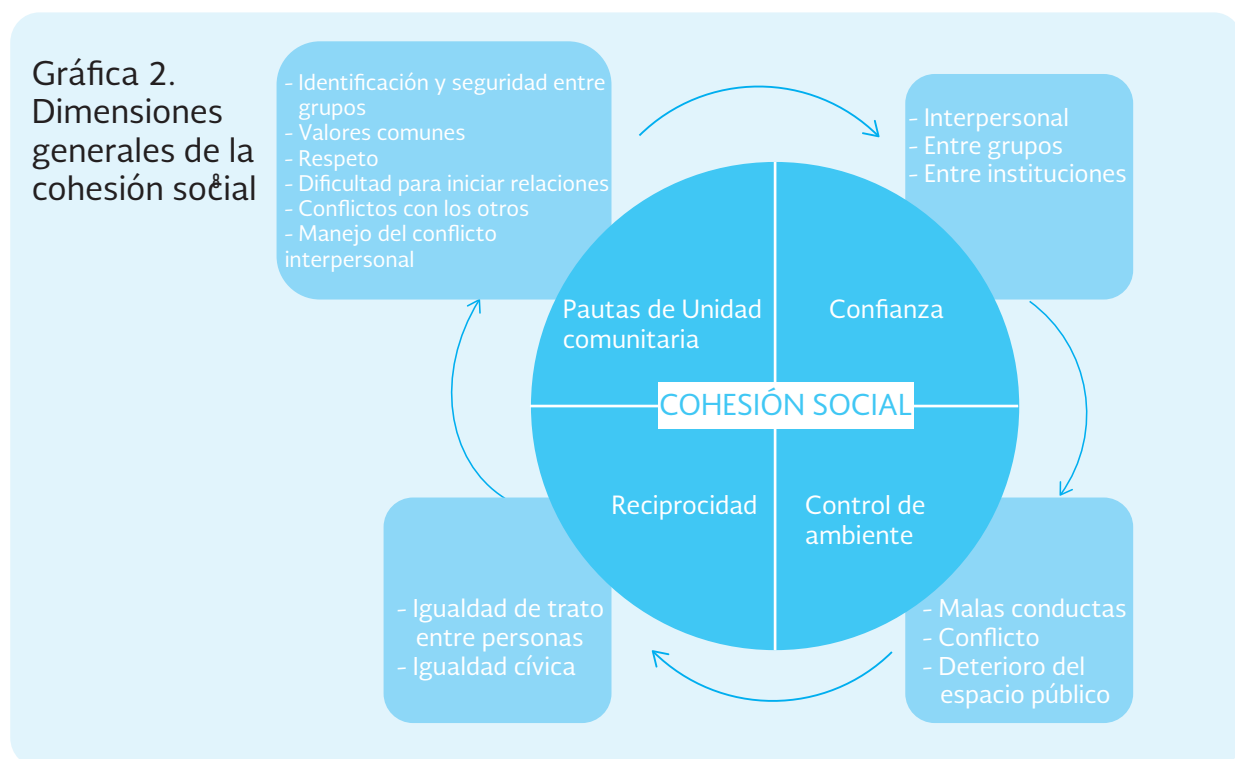 Gráfica 2.
Dimensiones
generales de la
cohesión social
8
- Identificación y seguridad entre
grupos
- Valores comunes
- Respeto
- Dificultad para iniciar relaciones
- Conflictos con los otros
- Manejo del conflicto
interpersonal
- Interpersonal
- Entre grupos
- Entre instituciones
Pautas de Unidad
comunitaria
Confianza
COHESIÓN SOCIAL
Reciprocidad
Control de
ambiente
- Igualdad de trato
entre personas
- Igualdad cívica
- Malas conductas
- Conflicto
- Deterioro del
espacio público